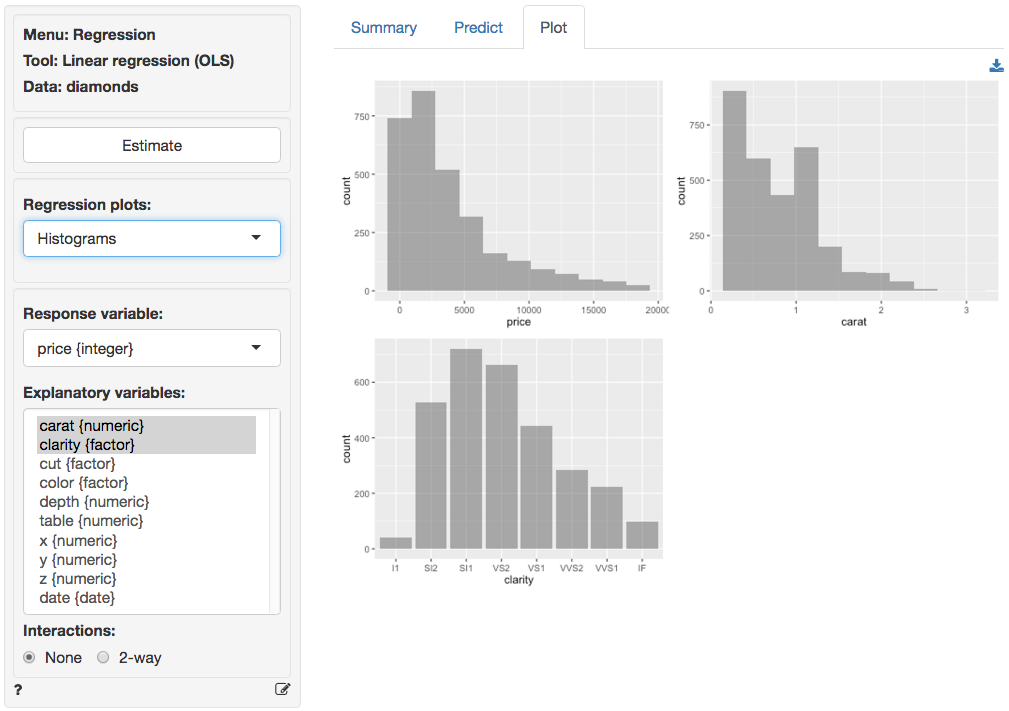 Menu: Regression
Tool: Linear regression (OLS)
Data: diamonds
Estimate
Regression plots:
Histograms
Response variable:
price {integer}
Explanatory variables:
carat {numeric}
clarity {factor}
cut {factor}
color {factor}
depth {numeric}
table {numeric}
x {numeric}
y {numeric}
z {numeric}
date {date}
Interactions:
None 2-way
?
Summary Predict Plot
750
500
250
0
count
0 5000 10000 15000 20000
price
750
500
250
0
count
0 1 2 3
carat
600
400
200
0
count
I1 SI2 SI1 VS2 VS1 VVS2 VVS1 IF
clarity